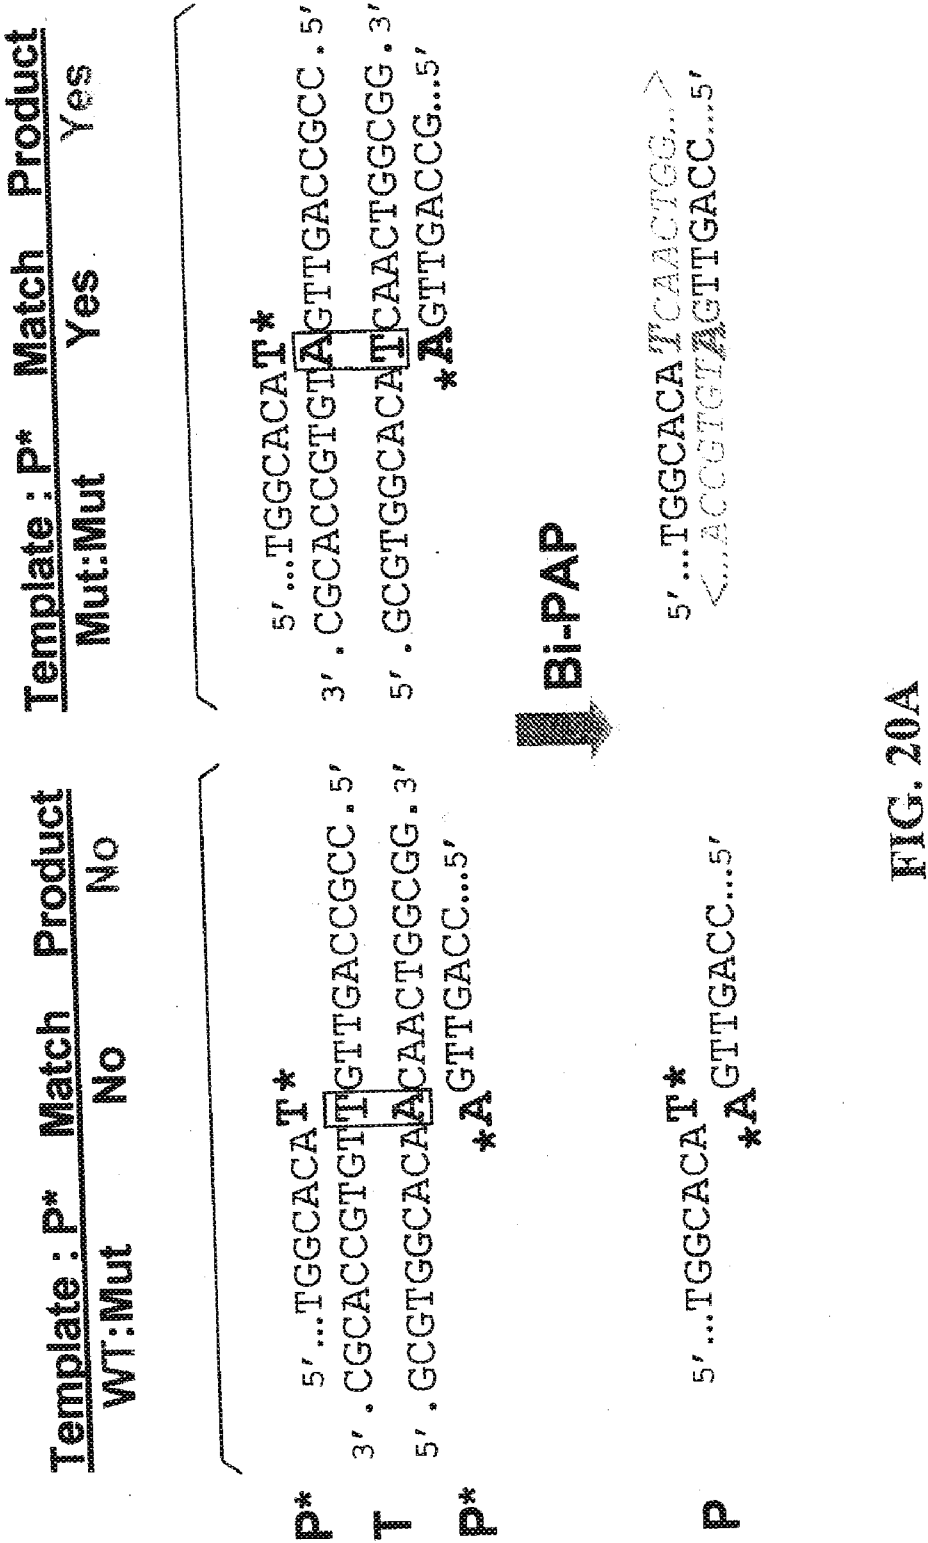 Template : P* Match Product
WT:Mut No No
Template : P* Match Product
Mut:Mut Yes Yes
P*
5'...TGGCACAT*
T
3'.CGCACCGTGTTGTTGACCGCC.5'
5'.GCGTGGCACAACAACTGGCGG.3'
P*
*AGTTGACC...5'
5'...TGGCACAT*
3'.CGCACCGTGTAGTTGACCGCC.5'
5'.GCGTGGCACATCAACTGGCGG.3'
*AGTTGACCG...5'
Bi-PAP
P
5'...TGGCACAT*
*AGTTGACC...5'
5'...TGGCACATCAACTGG...>
<...ACCGTGTAGTTGACC...5'
FIG. 20A